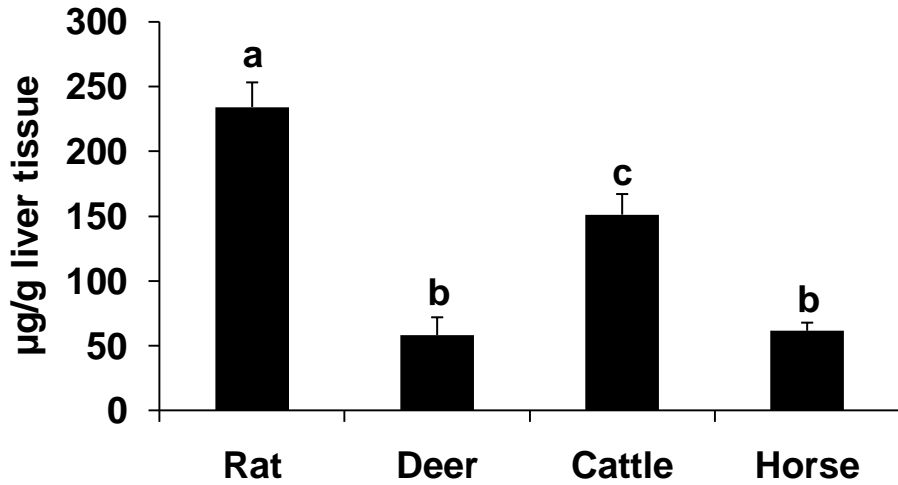 300
250
200
150
100
50
0
µg/g liver tissue
a
b
c
b
Rat Deer Cattle Horse